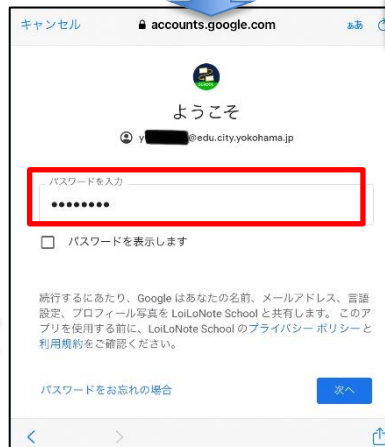 キャンセル
accounts.google.com
ああ
SCHOOL
ようこそ
y
@edu.city.yokohama.jp
パスワードを入力
••••••••
パスワードを表示します
続行するにあたり、Google はあなたの名前、メールアドレス、言語
設定、プロフィール写真を LoiLoNote School と共有します。このア
プリを使用する前に、LoiLoNote School のプライバシー ポリシーと
利用規約をご確認ください。
パスワードをお忘れの場合
次へ